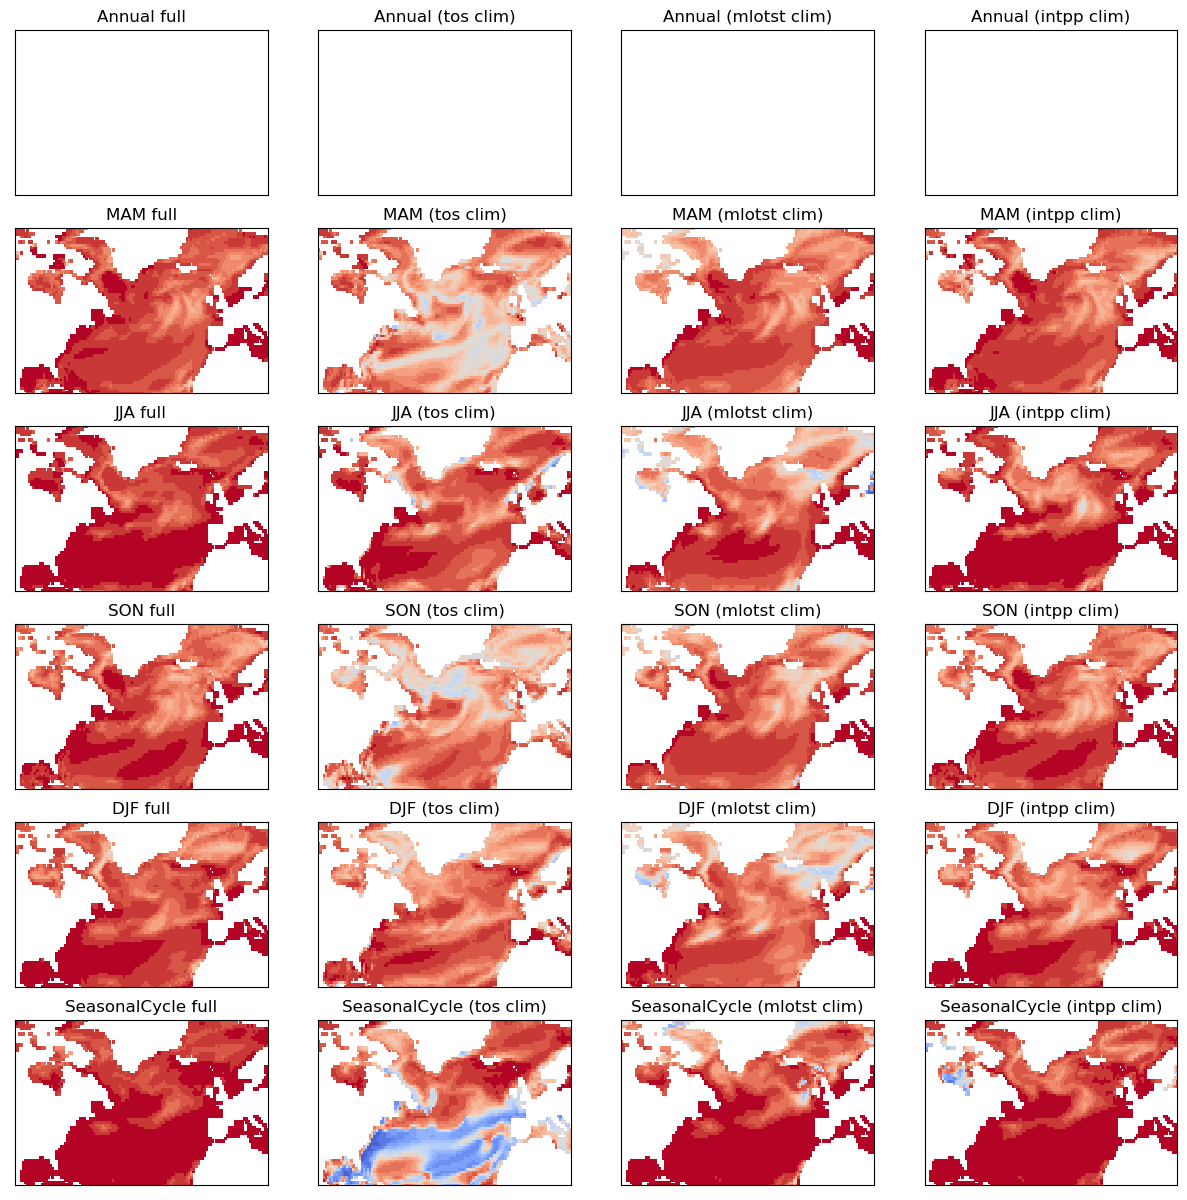 Annual full
Annual (tos clim)
Annual (mlotst clim)
Annual (intpp clim)
MAM full
MAM (tos clim)
MAM (mlotst clim)
MAM (intpp clim)
JJA full
JJA (tos clim)
JJA (mlotst clim)
JJA (intpp clim)
SON full
SON (tos clim)
SON (mlotst clim)
SON (intpp clim)
DJF full
DJF (tos clim)
DJF (mlotst clim)
DJF (intpp clim)
SeasonalCycle full
SeasonalCycle (tos clim)
SeasonalCycle (mlotst clim)
SeasonalCycle (intpp clim)